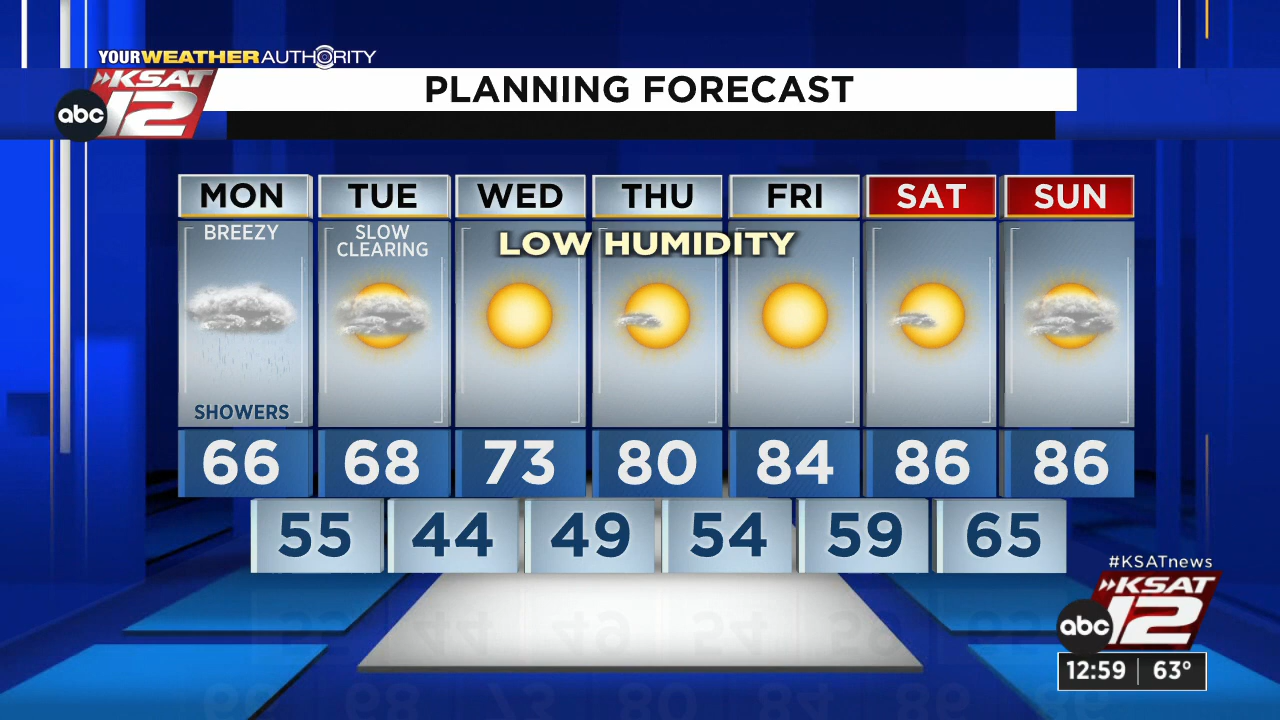 YOURWEATHERAUTHORITY
KSAT
abc 12
PLANNING FORECAST
MON TUE WED THU FRI SAT SUN
BREEZY
SLOW
CLEARING
LOW HUMIDITY
SHOWERS
66 68 73 80 84 86 86
55 44 49 54 59 65
#KSATnews
KSAT
abc 12
12:59 63°